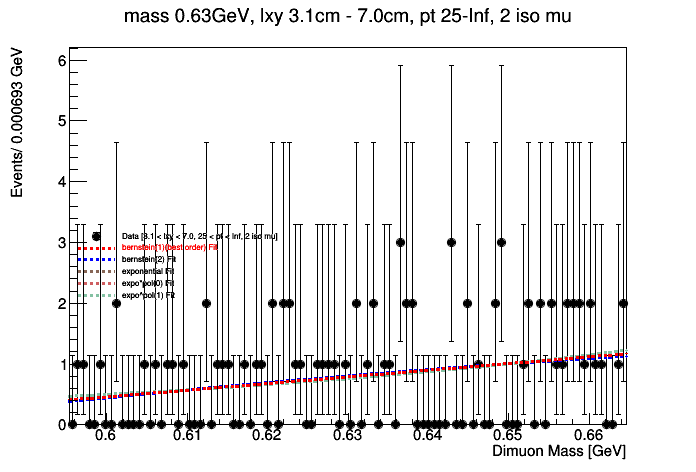 mass 0.63GeV, lxy 3.1cm - 7.0cm, pt 25-Inf, 2 iso mu
Events/ 0.000693 GeV
6
5
4
3
2
1
0
Data [3.1 < lxy < 7.0, 25 < pt < Inf, 2 iso mu]
bernstein(1)(best order) Fit
bernstein(2) Fit
exponential Fit
expo*pol(0) Fit
expo*pol(1) Fit
0.6 0.61 0.62 0.63 0.64 0.65 0.66
Dimuon Mass [GeV]